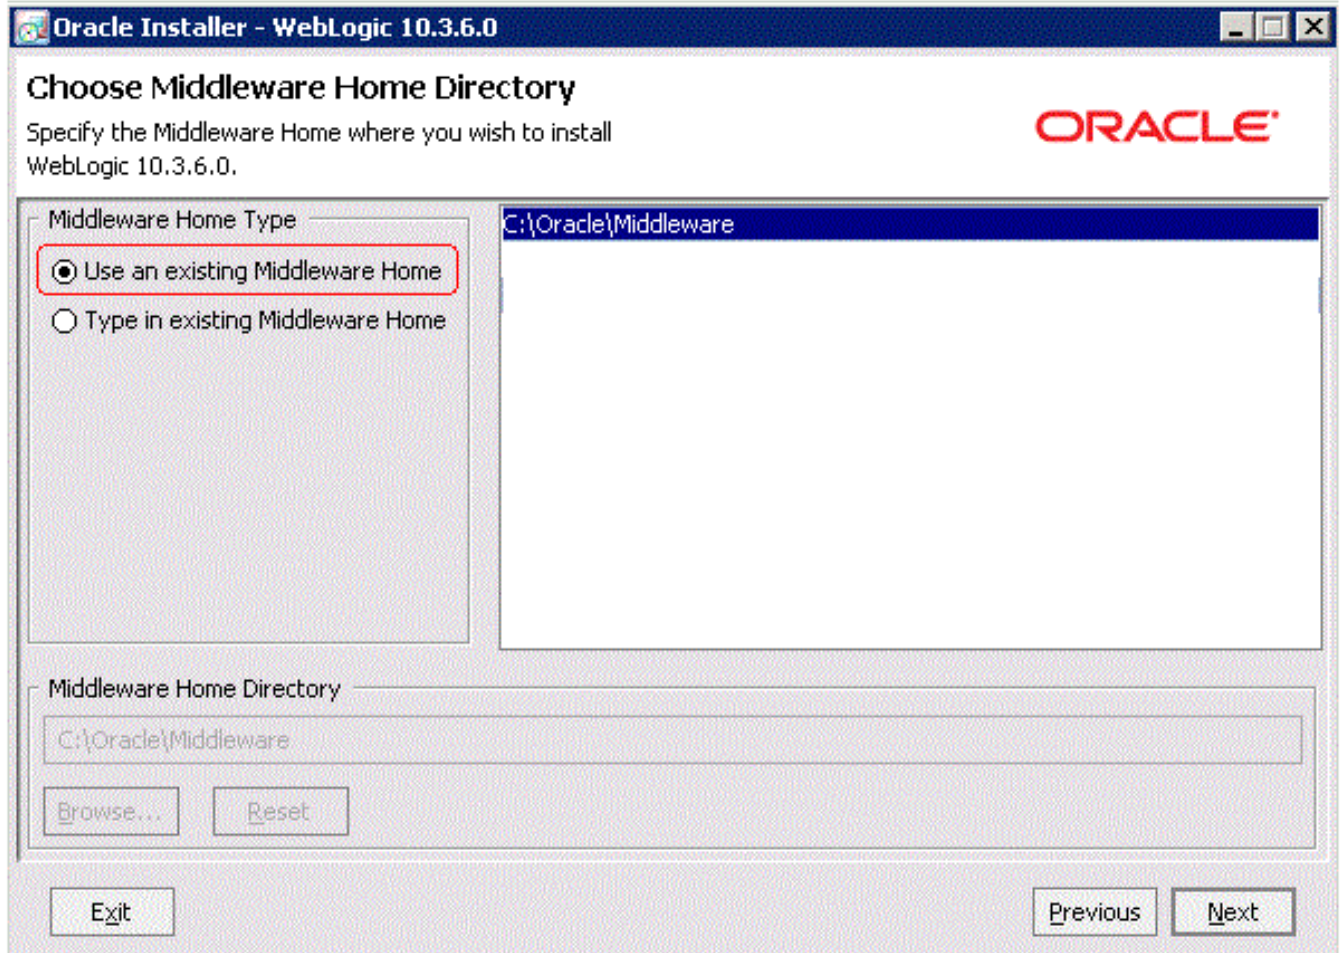 Oracle Installer - WebLogic 10.3.6.0
Choose Middleware Home Directory
Specify the Middleware Home where you wish to install
WebLogic 10.3.6.0.
ORACLE
Middleware Home Type
Use an existing Middleware Home
Type in existing Middleware Home
C:\Oracle\Middleware
Middleware Home Directory
C:\Oracle\Middleware
Browse...
Reset
Exit
Previous
Next